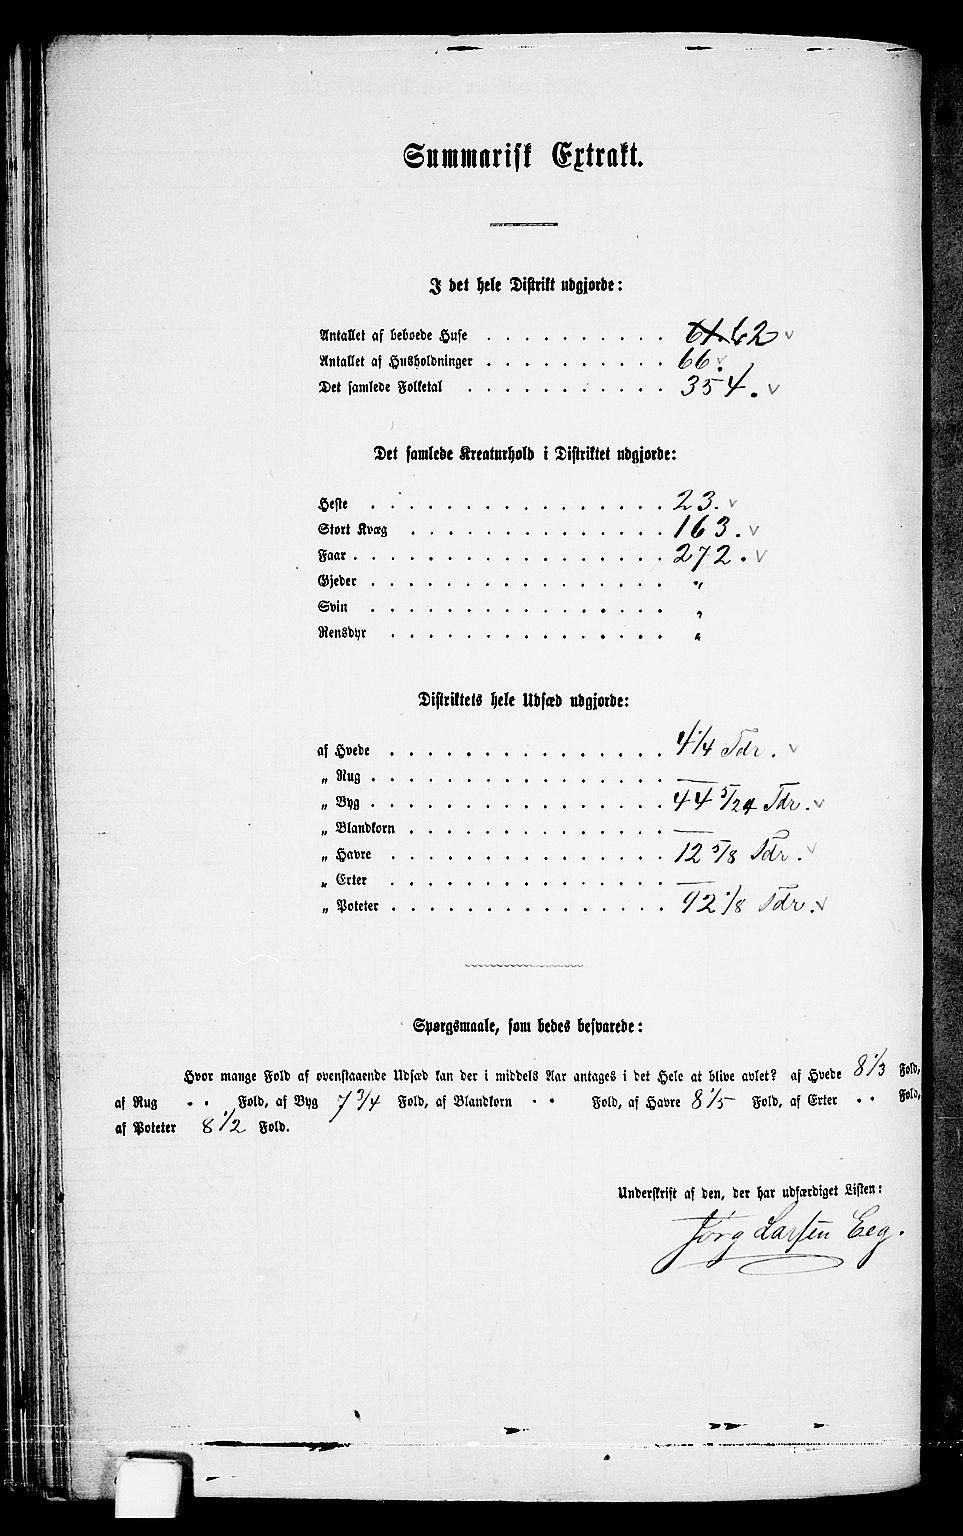 Summarisk Extrakt.
I det hele Distrikt udgjorde:
Antallet af beboede Huse . . . . . . . . . . 61. 62
Antallet af Husholdninger . . . . . . . . . . 66.
Det samlede Folketal . . . . . . . . . . . 354.
Det samlede Kreaturhold i Distriktet udgjorde:
Heste . . . . . . . . . . . . . . . . 23.
Stort Kvæg . . . . . . . . . . . . . . 163.
Faar . . . . . . . . . . . . . . . . . 272.
Gjeder . . . . . . . . . . . . . . . . "
Svin . . . . . . . . . . . . . . . . "
Rensdyr . . . . . . . . . . . . . . . "
Distriktets hele Udsæd udgjorde:
af Hvede . . . . . . . . . . . . . . . 4 1/4 Tdr.
„ Rug . . . . . . . . . . . . . . . . —
„ Byg . . . . . . . . . . . . . . . . 44 5/24 Tdr.
„ Blandkorn . . . . . . . . . . . . . . —
„ Havre . . . . . . . . . . . . . . . 12 5/8 Tdr.
„ Erter . . . . . . . . . . . . . . . —
„ Poteter . . . . . . . . . . . . . . . 92 1/8 Tdr.
Spørgsmaale, som bedes besvarede:
Hvor mange Fold af ovenstaaende Udsæd kan der i middels Aar antages i det Hele at blive avlet? af Hvede 8 1/3 Fold,
af Rug " Fold, af Byg 7 3/4 Fold, af Blandkorn " Fold, af Havre 8 1/5 Fold, af Erter " Fold,
af Poteter 8 1/2 Fold.
Underskrift af den, der har udfærdiget Listen:
Jørg Larsen Eeg.